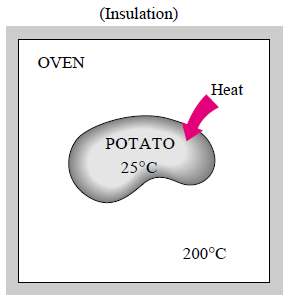 (Insulation)
OVEN
Heat
POTATO
25°C
200°C